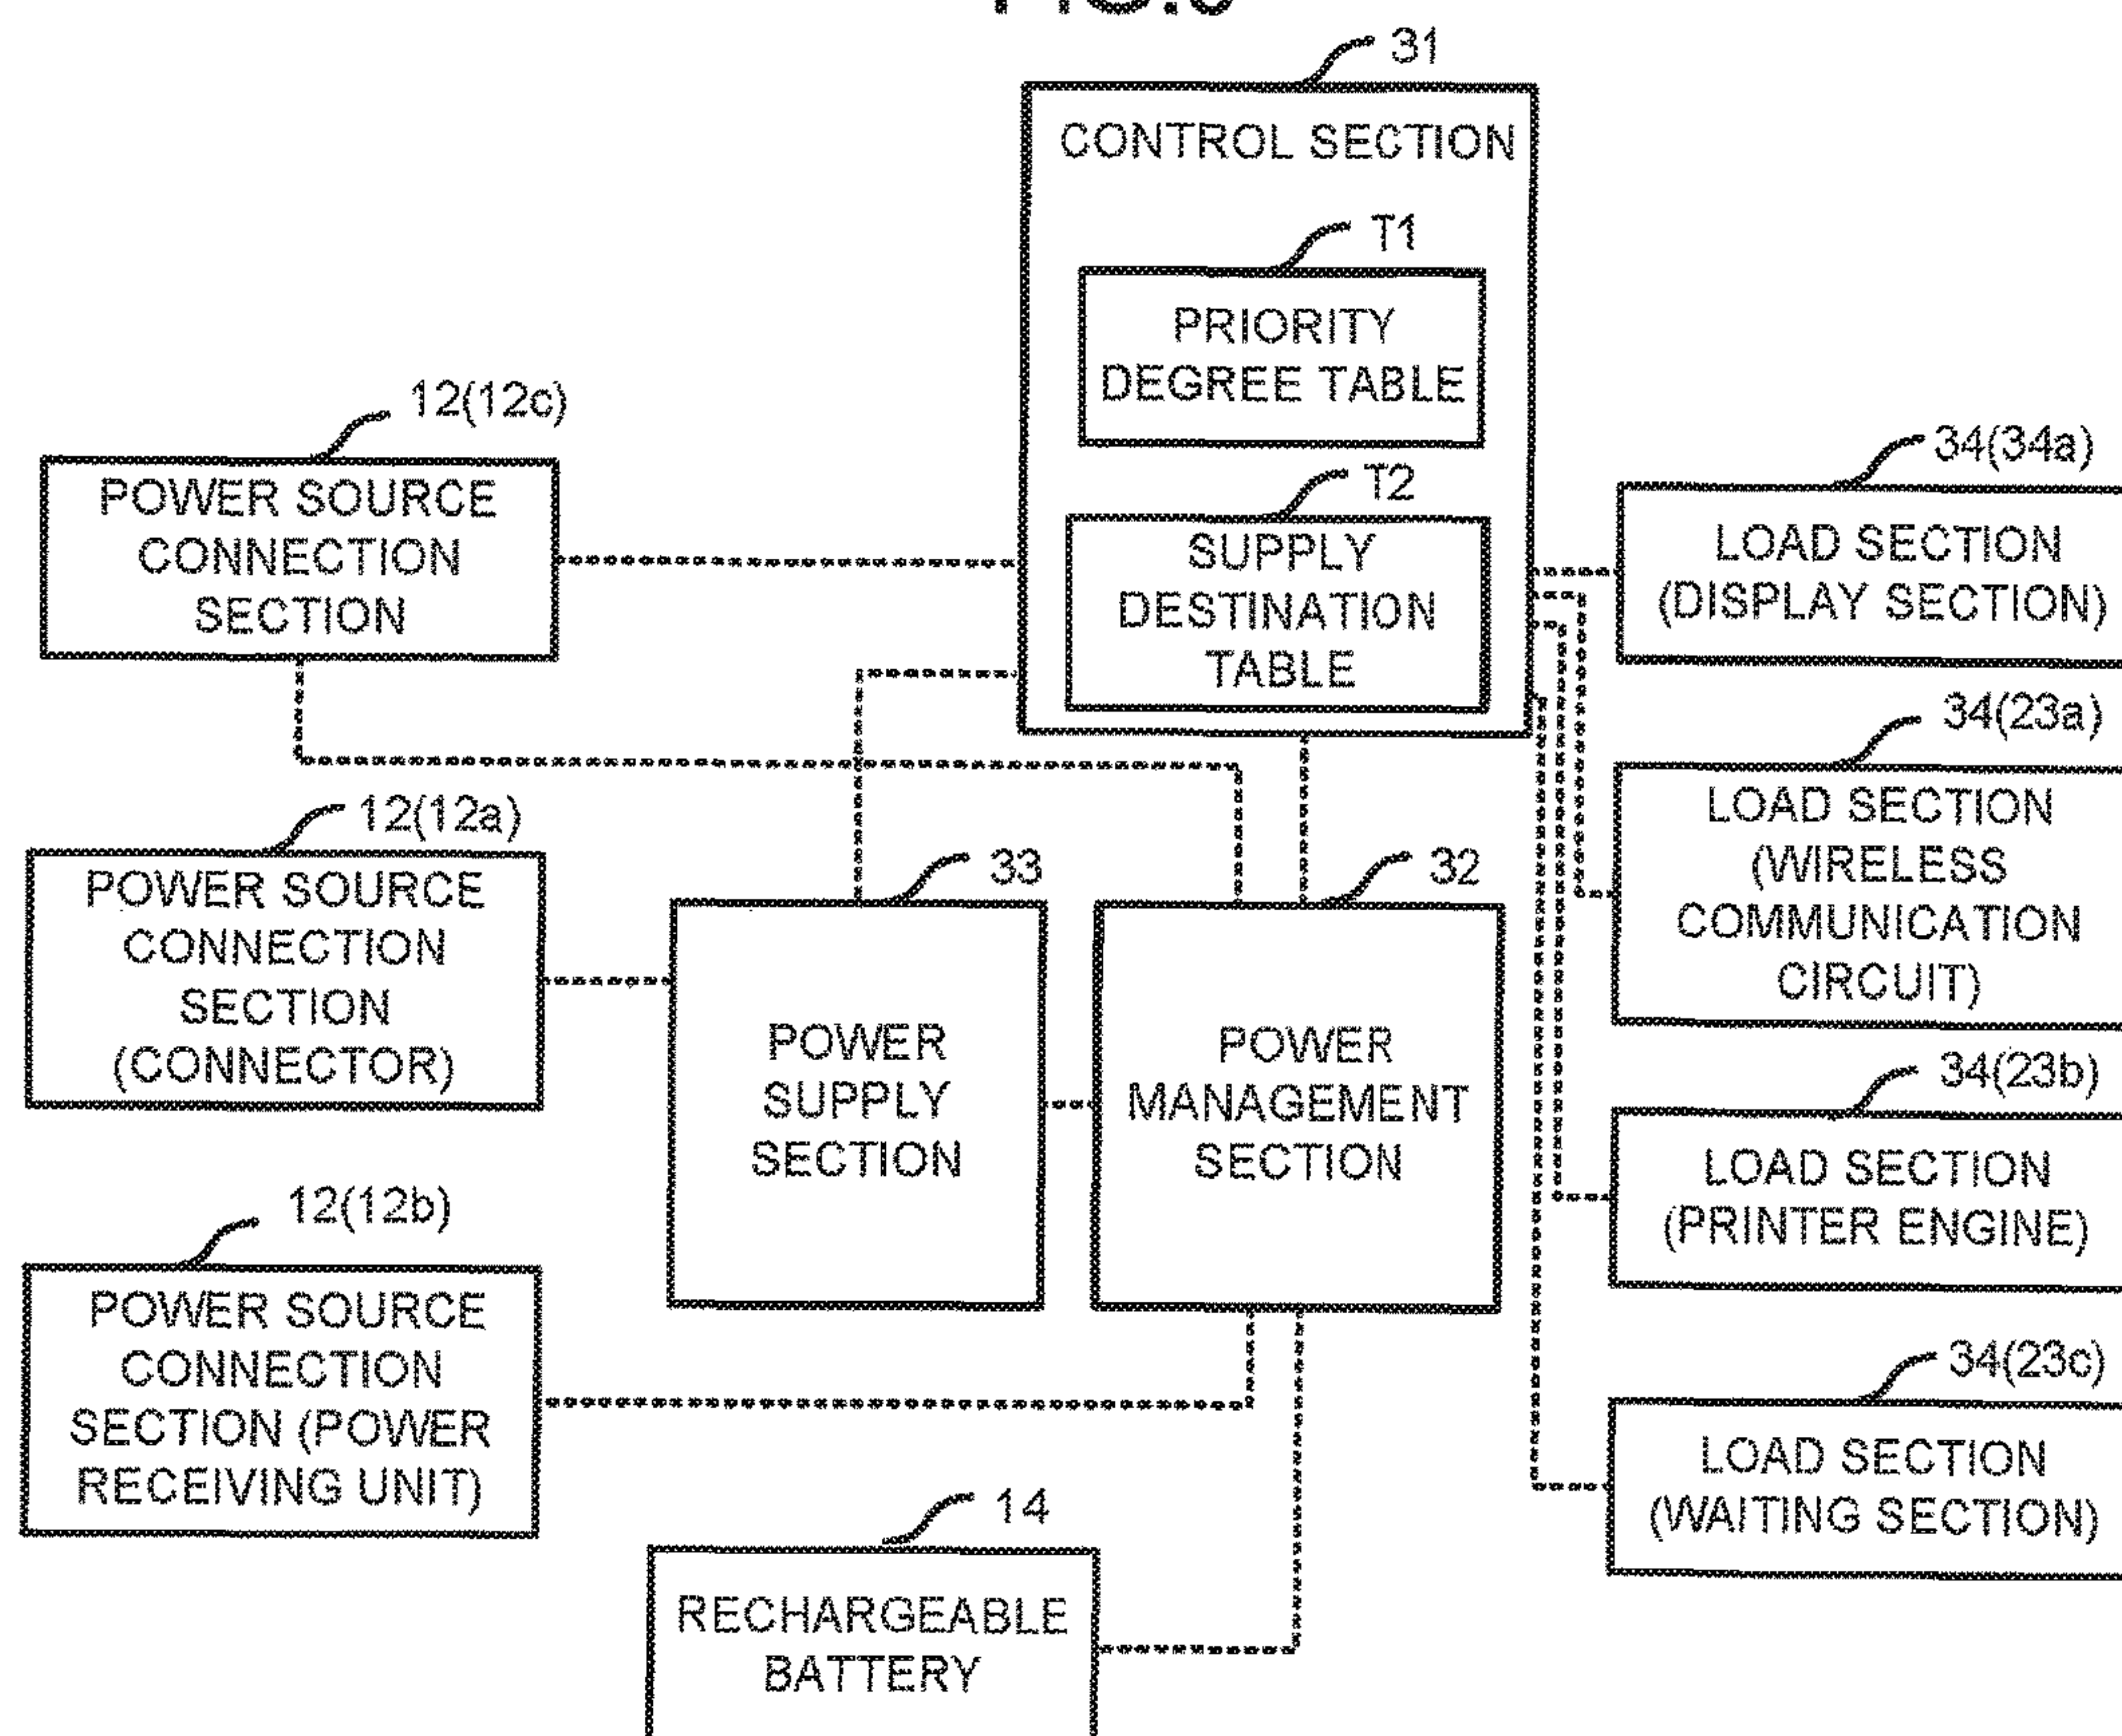 31
CONTROL SECTION
T1
PRIORITY
DEGREE TABLE
T2
SUPPLY
DESTINATION
TABLE
12(12c)
POWER SOURCE
CONNECTION
SECTION
12(12a)
POWER SOURCE
CONNECTION
SECTION
(CONNECTOR)
12(12b)
POWER SOURCE
CONNECTION
SECTION (POWER
RECEIVING UNIT)
33
POWER
SUPPLY
SECTION
32
POWER
MANAGEMENT
SECTION
14
RECHARGEABLE
BATTERY
34(34a)
LOAD SECTION
(DISPLAY SECTION)
34(23a)
LOAD SECTION
(WIRELESS
COMMUNICATION
CIRCUIT)
34(23b)
LOAD SECTION
(PRINTER ENGINE)
34(23c)
LOAD SECTION
(WAITING SECTION)